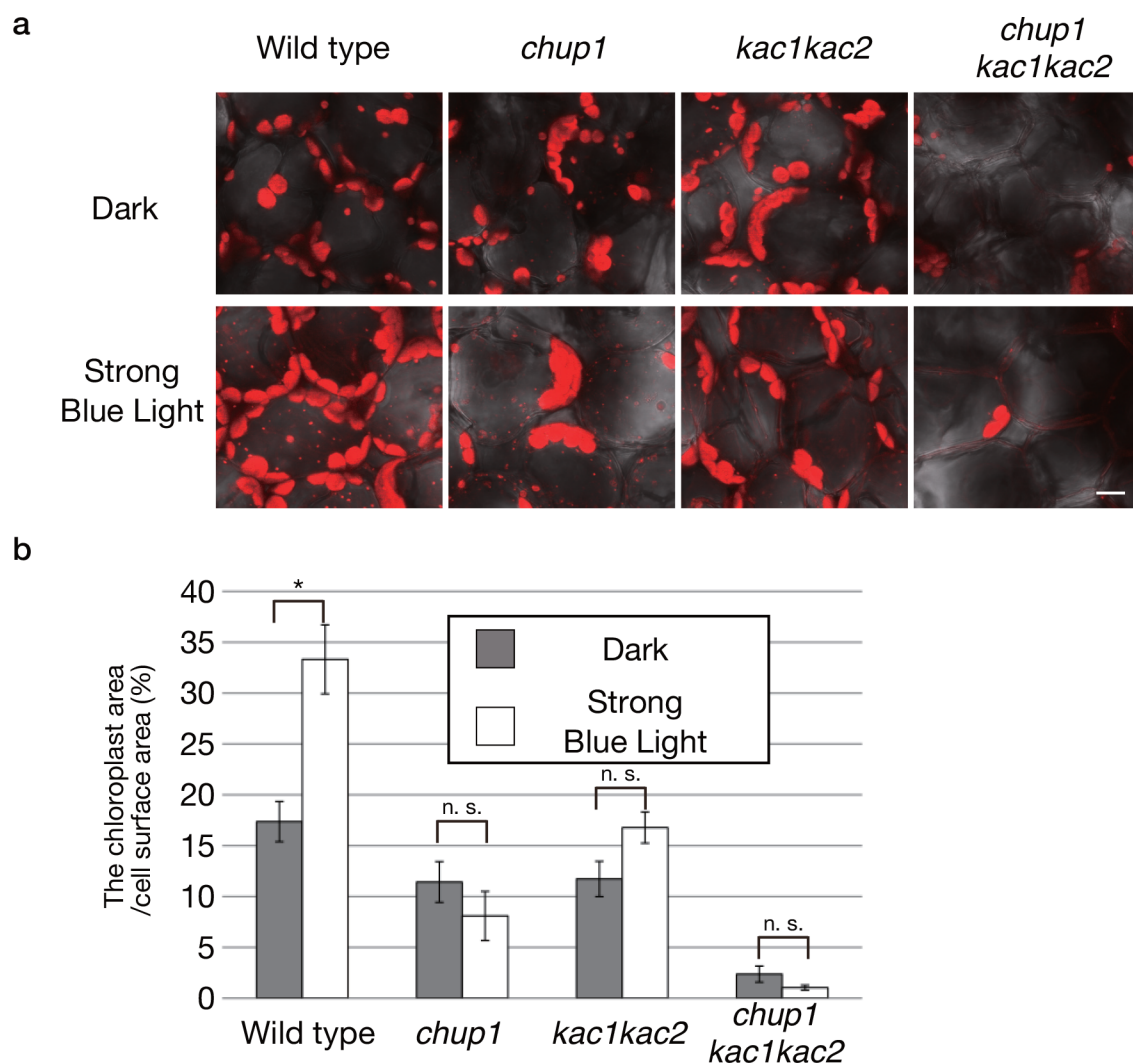 a
Wild type
chup1
kac1kac2
chup1
kac1kac2
Dark
Strong
Blue Light
b
The chloroplast area
/cell surface area (%)
40
35
30
25
20
15
10
5
0
*
n. s.
n. s.
n. s.
Dark
Strong
Blue Light
Wild type
chup1
kac1kac2
chup1
kac1kac2